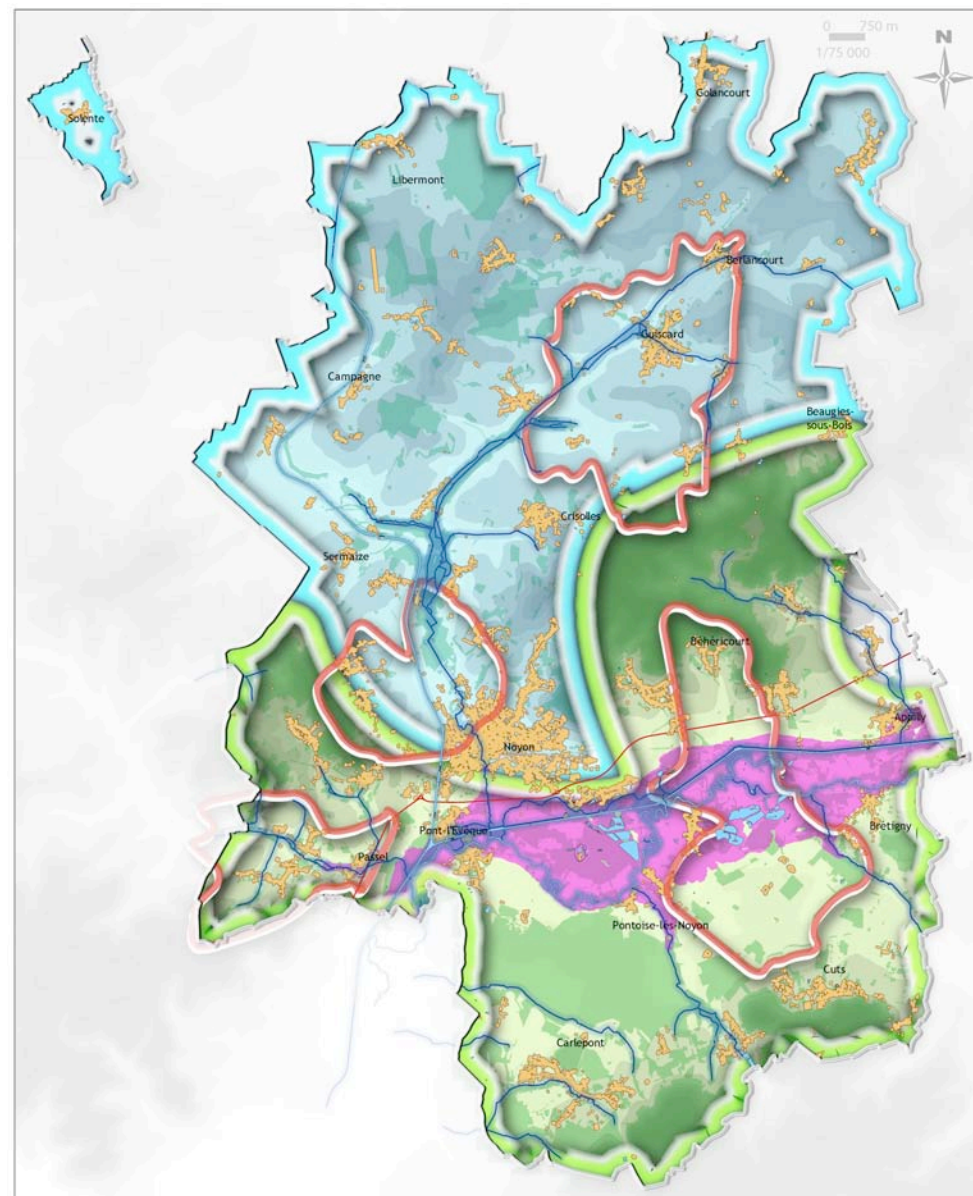 0 750 m
1/75 000
N
Golancourt
Solente
Libermont
Berlancourt
Guiscard
Campagne
Beaugies-
sous-Bois
Crisolles
Sermaize
Béhéricourt
Appilly
Noyon
Pont-l'Evêque
Brétigny
Passel
Pontoise-lès-Noyon
Cuts
Carlepont